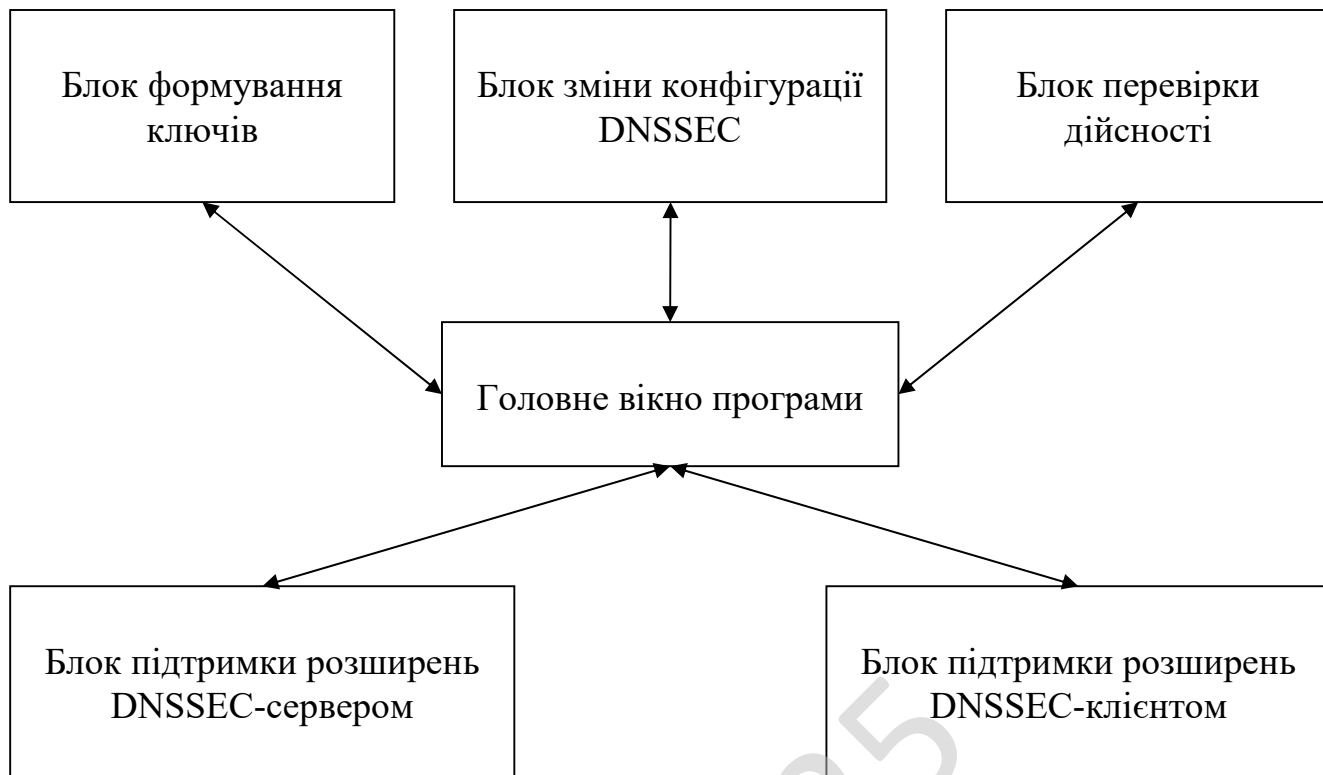 Блок формування
ключів
Блок зміни конфігурації
DNSSEC
Блок перевірки
дійсності
Головне вікно програми
Блок підтримки розширень
DNSSEC-сервером
Блок підтримки розширень
DNSSEC-клієнтом